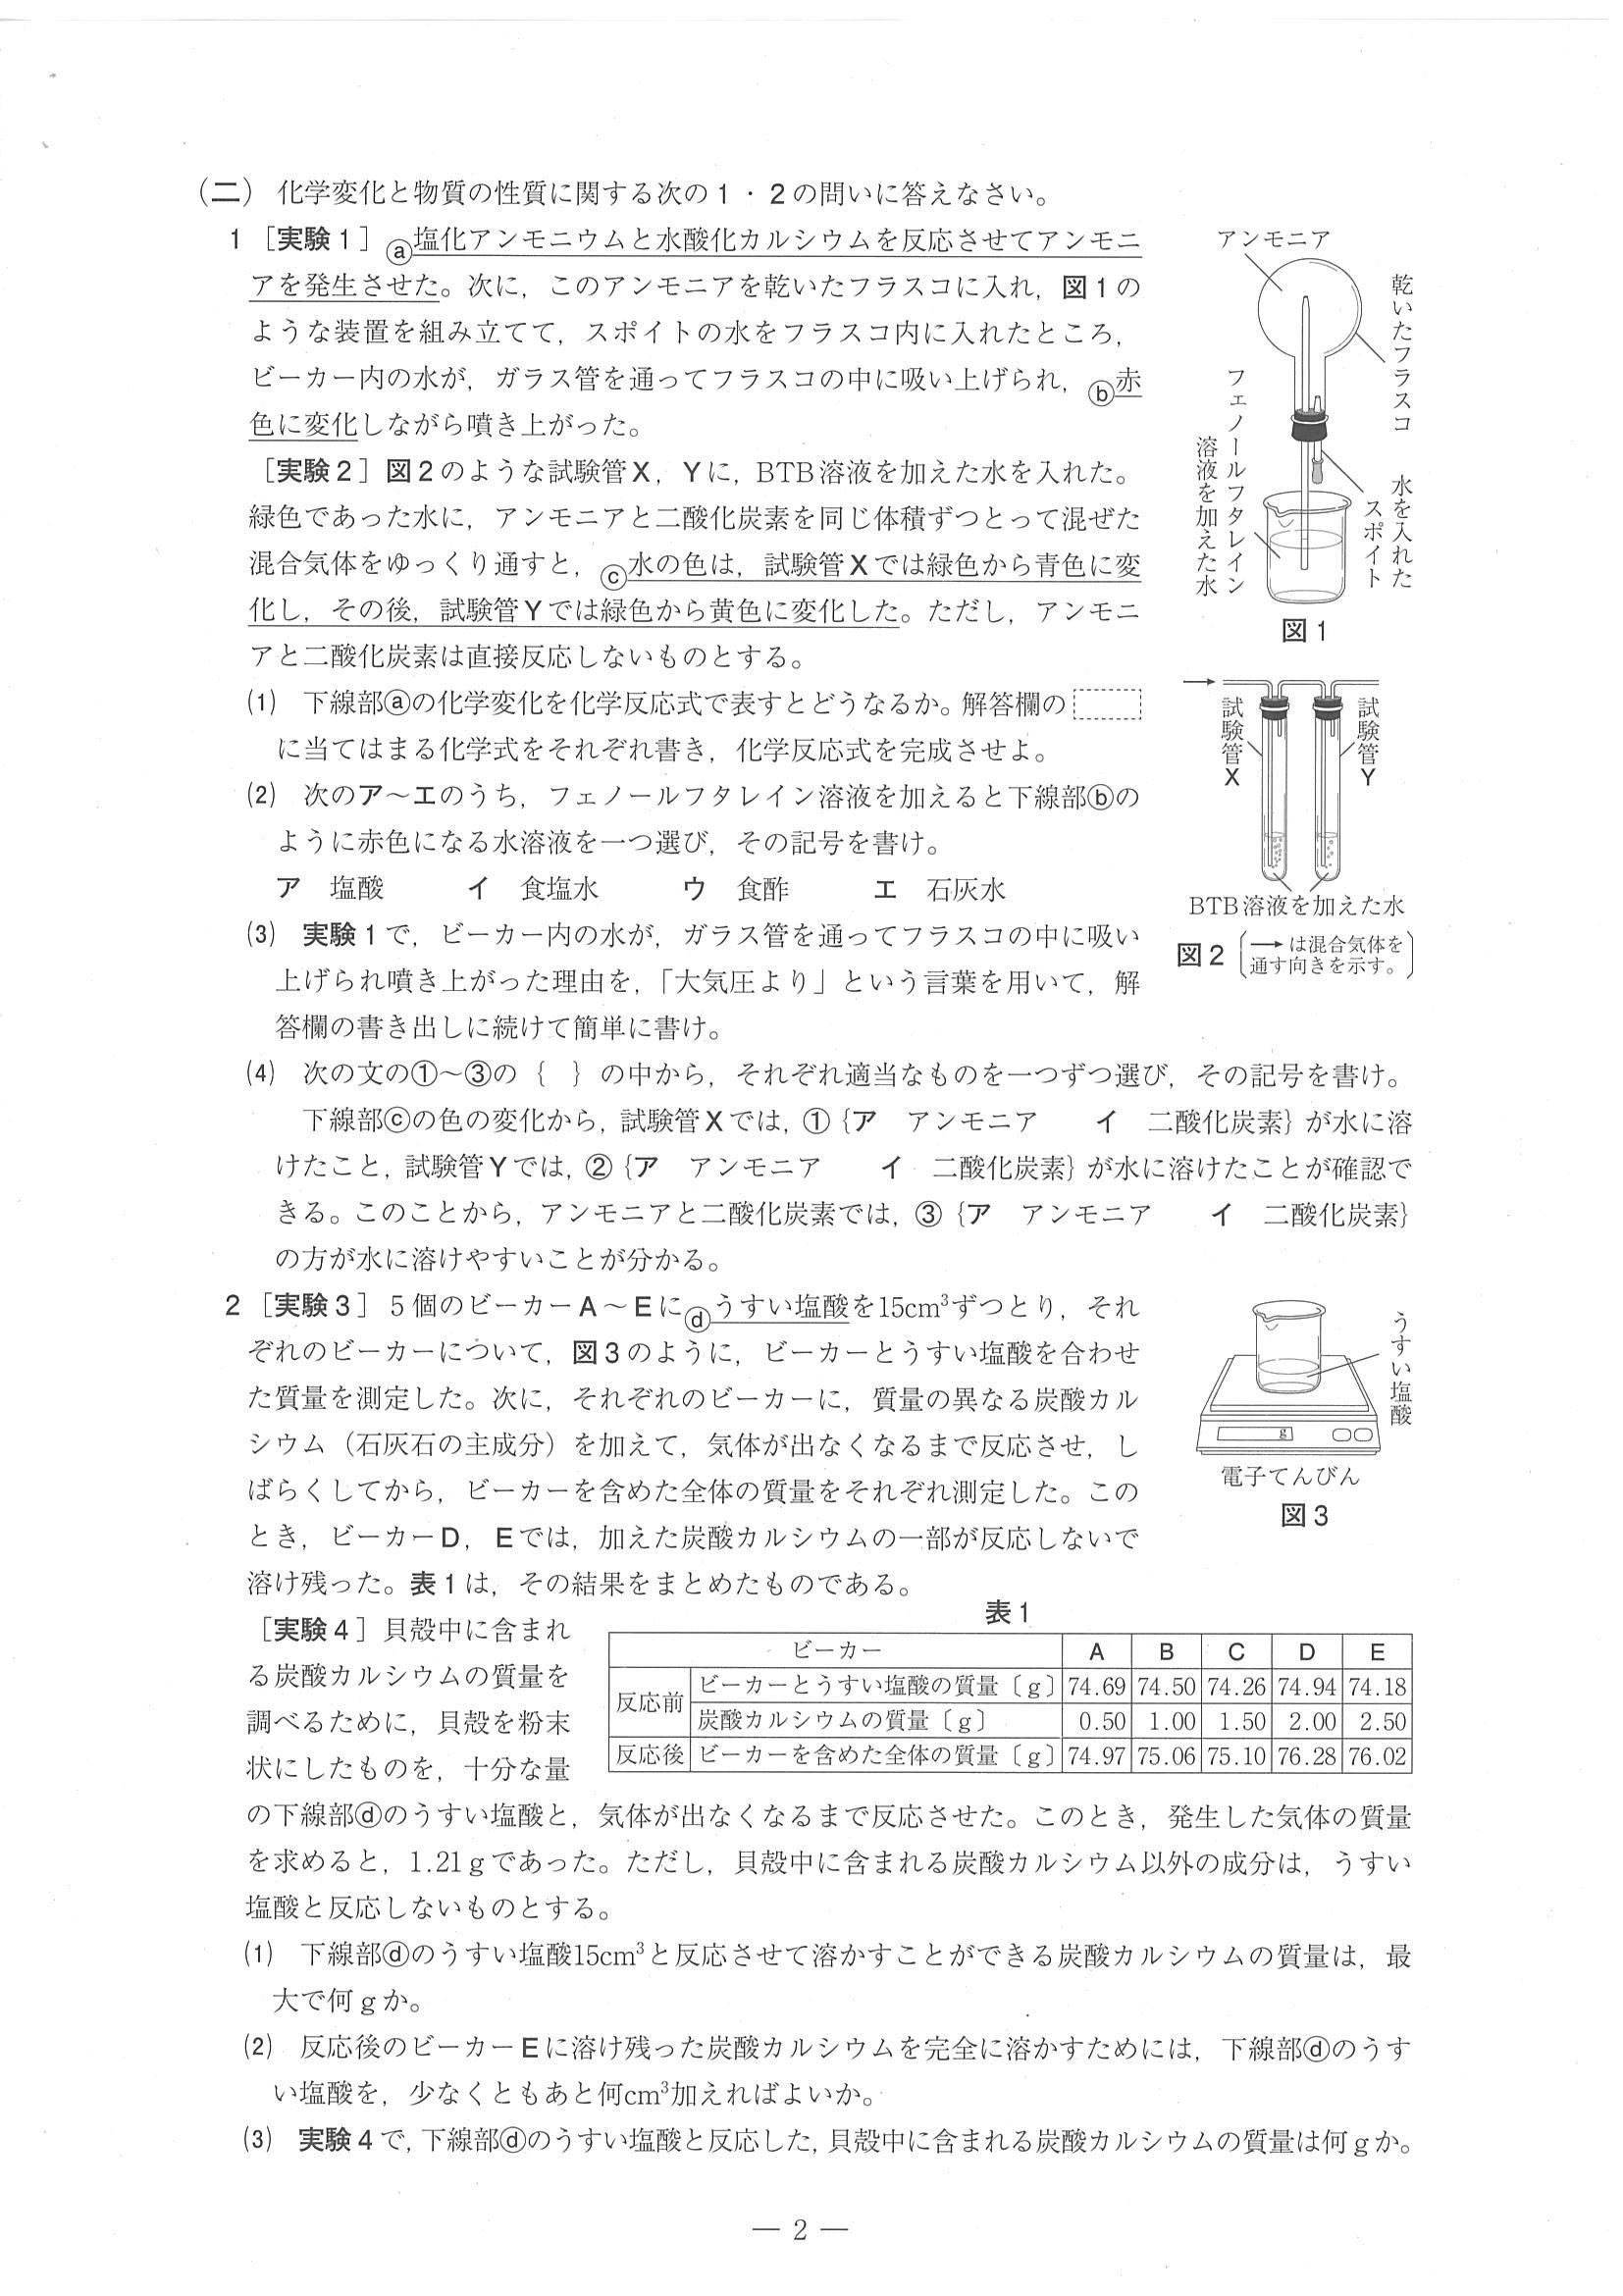 (二) 化学変化と物質の性質に関する次の1・2の問いに答えなさい。
1 [実験1] ⓐ塩化アンモニウムと水酸化カルシウムを反応させてアンモニ
アを発生させた。次に，このアンモニアを乾いたフラスコに入れ，図1の
ような装置を組み立てて，スポイトの水をフラスコ内に入れたところ，
ビーカー内の水が，ガラス管を通ってフラスコの中に吸い上げられ，ⓑ赤
色に変化しながら噴き上がった。
[実験2] 図2のような試験管X，Yに，BTB溶液を加えた水を入れた。
緑色であった水に，アンモニアと二酸化炭素を同じ体積ずつとって混ぜた
混合気体をゆっくり通すと，ⓒ水の色は，試験管Xでは緑色から青色に変
化し，その後，試験管Yでは緑色から黄色に変化した。ただし，アンモニ
アと二酸化炭素は直接反応しないものとする。
(1) 下線部ⓐの化学変化を化学反応式で表すとどうなるか。解答欄の
に当てはまる化学式をそれぞれ書き，化学反応式を完成させよ。
(2) 次のア～エのうち，フェノールフタレイン溶液を加えると下線部ⓑの
ように赤色になる水溶液を一つ選び，その記号を書け。
ア 塩酸 イ 食塩水 ウ 食酢 エ 石灰水
(3) 実験1で，ビーカー内の水が，ガラス管を通ってフラスコの中に吸い
上げられ噴き上がった理由を，「大気圧より」という言葉を用いて，解
答欄の書き出しに続けて簡単に書け。
アンモニア
乾いたフラスコ
フェノールフタレイン
溶液を加えた水
水を入れた
スポイト
図1
試験管X
試験管Y
BTB溶液を加えた水
図2 (→は混合気体を
通す向きを示す。)
(4) 次の文の①～③の { } の中から，それぞれ適当なものを一つずつ選び，その記号を書け。
下線部ⓒの色の変化から，試験管Xでは，①{ア アンモニア イ 二酸化炭素}が水に溶
けたこと，試験管Yでは，②{ア アンモニア イ 二酸化炭素}が水に溶けたことが確認で
きる。このことから，アンモニアと二酸化炭素では，③{ア アンモニア イ 二酸化炭素}
の方が水に溶けやすいことが分かる。
2 [実験3] 5個のビーカーA～Eにⓓうすい塩酸を15cm³ずつとり，それ
ぞれのビーカーについて，図3のように，ビーカーとうすい塩酸を合わせ
た質量を測定した。次に，それぞれのビーカーに，質量の異なる炭酸カル
シウム（石灰石の主成分）を加えて，気体が出なくなるまで反応させ，し
ばらくしてから，ビーカーを含めた全体の質量をそれぞれ測定した。この
とき，ビーカーD，Eでは，加えた炭酸カルシウムの一部が反応しないで
溶け残った。表1は，その結果をまとめたものである。
うすい塩酸
g
電子てんびん
図3
[実験4] 貝殻中に含まれ
る炭酸カルシウムの質量を
調べるために，貝殻を粉末
状にしたものを，十分な量
表1
ビーカー A B C D E
反応前 ビーカーとうすい塩酸の質量〔g〕 74.69 74.50 74.26 74.94 74.18
炭酸カルシウムの質量〔g〕 0.50 1.00 1.50 2.00 2.50
反応後 ビーカーを含めた全体の質量〔g〕 74.97 75.06 75.10 76.28 76.02
の下線部ⓓのうすい塩酸と，気体が出なくなるまで反応させた。このとき，発生した気体の質量
を求めると，1.21gであった。ただし，貝殻中に含まれる炭酸カルシウム以外の成分は，うすい
塩酸と反応しないものとする。
(1) 下線部ⓓのうすい塩酸15cm³と反応させて溶かすことができる炭酸カルシウムの質量は，最
大で何gか。
(2) 反応後のビーカーEに溶け残った炭酸カルシウムを完全に溶かすためには，下線部ⓓのうす
い塩酸を，少なくともあと何cm³加えればよいか。
(3) 実験4で，下線部ⓓのうすい塩酸と反応した，貝殻中に含まれる炭酸カルシウムの質量は何gか。
― 2 ―